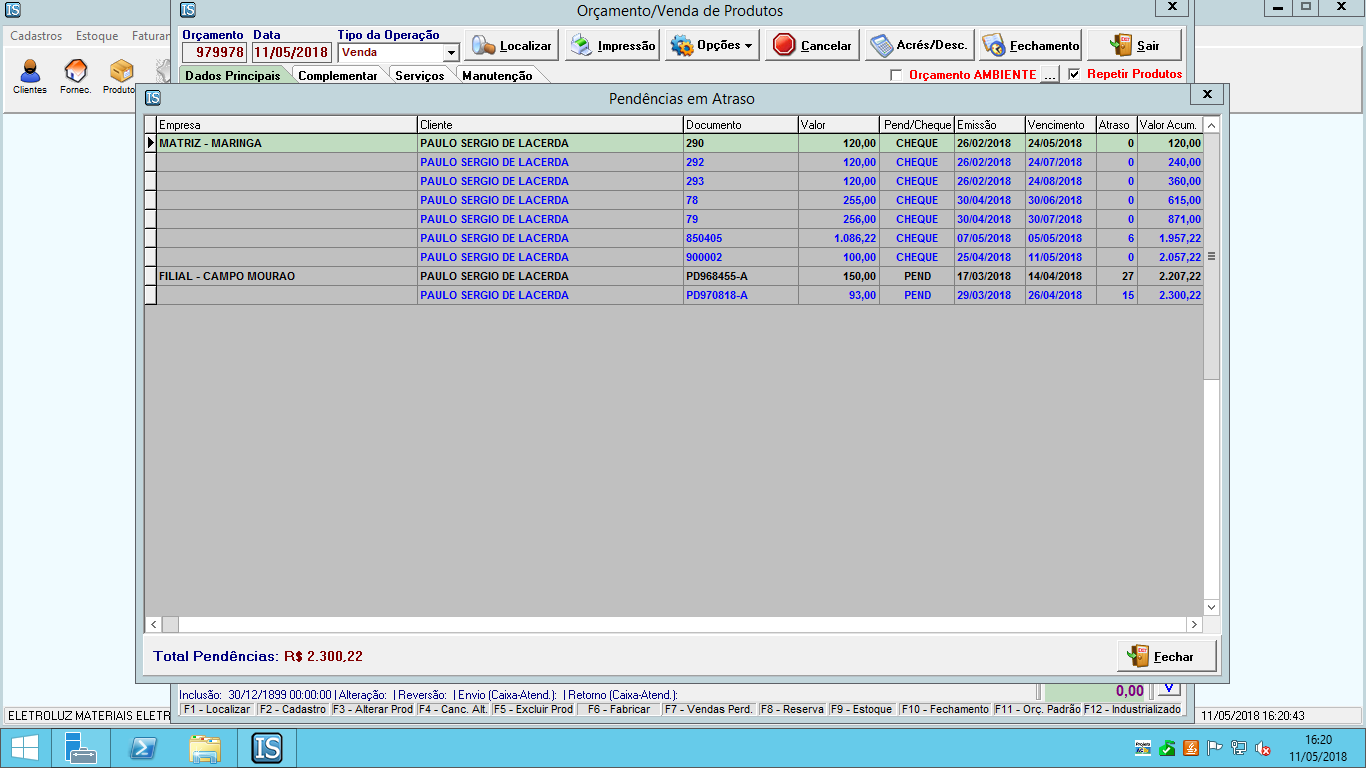 IS
IS Orçamento/Venda de Produtos X
X
Cadastros Estoque Faturar
Clientes Fornec. Produto
Orçamento Data Tipo da Operação
979978 11/05/2018 Venda
Localizar Impressão Opções Cancelar Acrés/Desc. Fechamento Sair
Dados Principais Complementar Serviços Manutenção Orçamento AMBIENTE ... Repetir Produtos
IS Pendências em Atraso X
Empresa Cliente Documento Valor Pend/Cheque Emissão Vencimento Atraso Valor Acum.
MATRIZ - MARINGA PAULO SERGIO DE LACERDA 290 120,00 CHEQUE 26/02/2018 24/05/2018 0 120,00
PAULO SERGIO DE LACERDA 292 120,00 CHEQUE 26/02/2018 24/07/2018 0 240,00
PAULO SERGIO DE LACERDA 293 120,00 CHEQUE 26/02/2018 24/08/2018 0 360,00
PAULO SERGIO DE LACERDA 78 255,00 CHEQUE 30/04/2018 30/06/2018 0 615,00
PAULO SERGIO DE LACERDA 79 256,00 CHEQUE 30/04/2018 30/07/2018 0 871,00
PAULO SERGIO DE LACERDA 850405 1.086,22 CHEQUE 07/05/2018 05/05/2018 6 1.957,22
PAULO SERGIO DE LACERDA 900002 100,00 CHEQUE 25/04/2018 11/05/2018 0 2.057,22
FILIAL - CAMPO MOURAO PAULO SERGIO DE LACERDA PD968455-A 150,00 PEND 17/03/2018 14/04/2018 27 2.207,22
PAULO SERGIO DE LACERDA PD970818-A 93,00 PEND 29/03/2018 26/04/2018 15 2.300,22
Total Pendências: R$ 2.300,22 Fechar
Inclusão: 30/12/1899 00:00:00 | Alteração: | Reversão: | Envio (Caixa-Atend.): | Retorno (Caixa-Atend.): 0,00 V
F1 - Localizar F2 - Cadastro F3 - Alterar Prod F4 - Canc. Alt. F5 - Excluir Prod F6 - Fabricar F7 - Vendas Perd. F8 - Reserva F9 - Estoque F10 - Fechamento F11 - Orç. Padrão F12 - Industrializado
ELETROLUZ MATERIAIS ELETR 11/05/2018 16:20:43
IS 16:20
11/05/2018